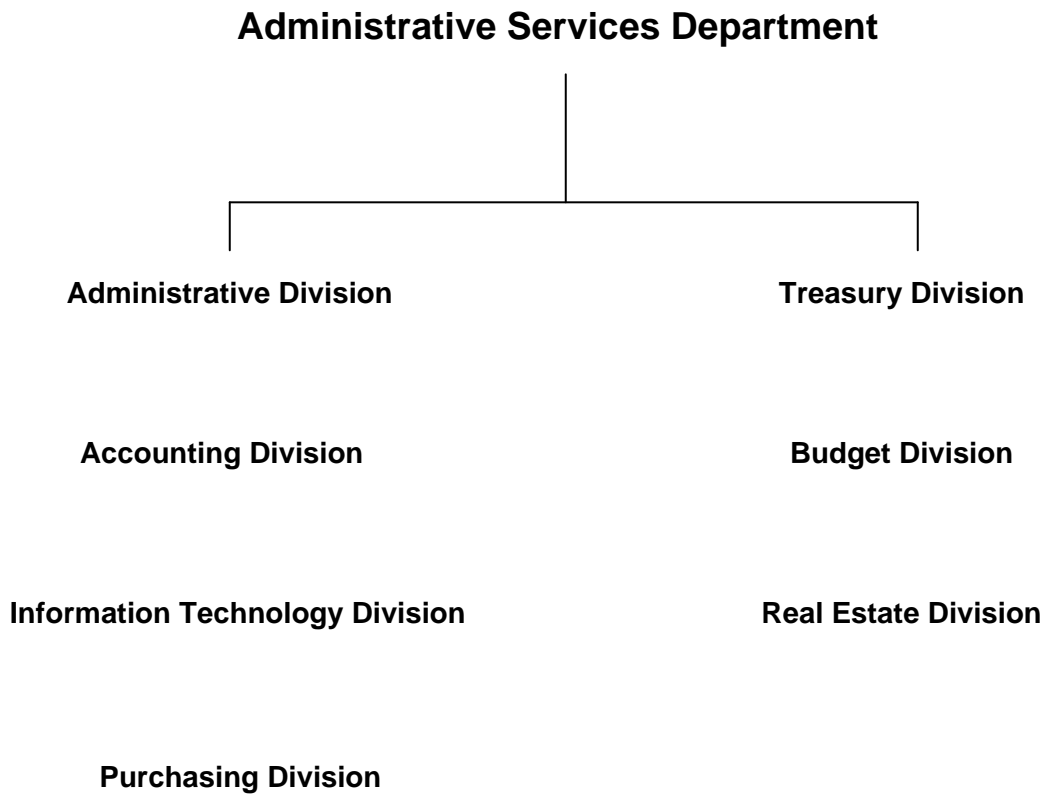 Administrative Services Department
Administrative Division
Treasury Division
Accounting Division
Budget Division
Information Technology Division
Real Estate Division
Purchasing Division